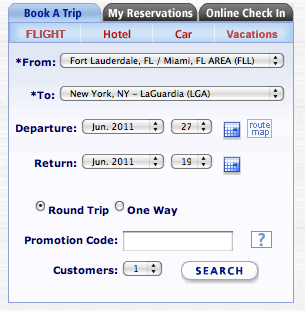 Book A Trip My Reservations Online Check In
FLIGHT Hotel Car Vacations
*From: Fort Lauderdale, FL / Miami, FL AREA (FLL)
*To: New York, NY - LaGuardia (LGA)
Departure: Jun. 2011 27 route map
Return: Jun. 2011 19
Round Trip One Way
Promotion Code: ?
Customers: 1 SEARCH